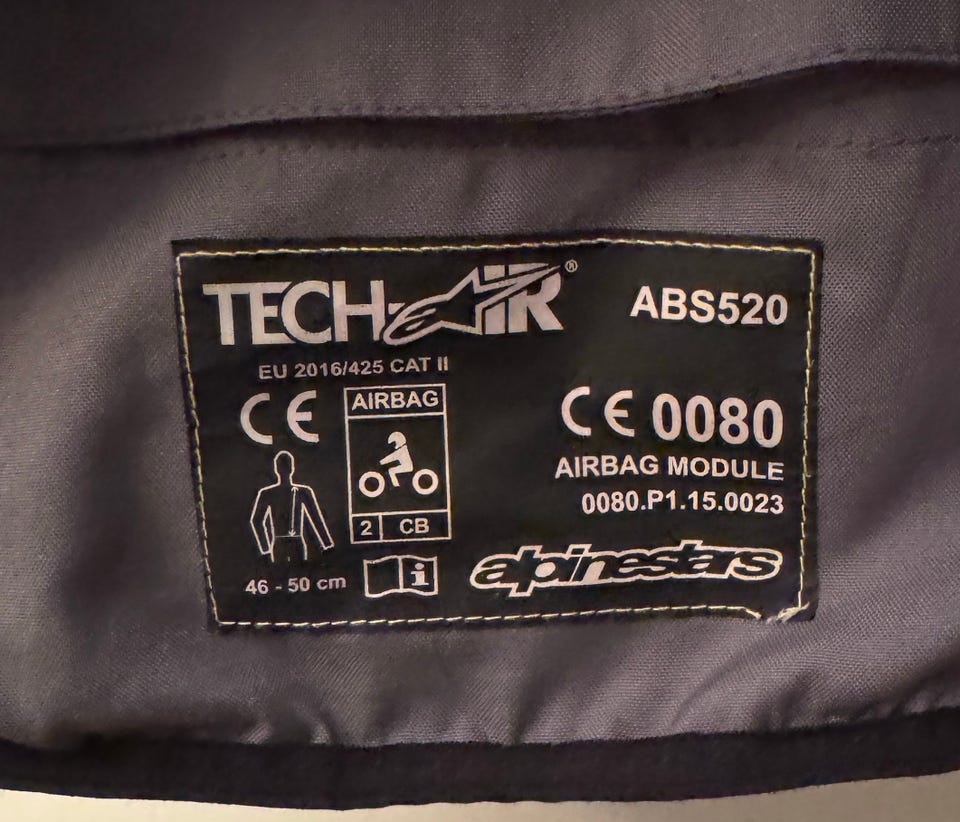 TECH-AIR®
ABS520
EU 2016/425 CAT II
CE
AIRBAG
2 CB
46 - 50 cm
i
CE 0080
AIRBAG MODULE
0080.P1.15.0023
alpinestars